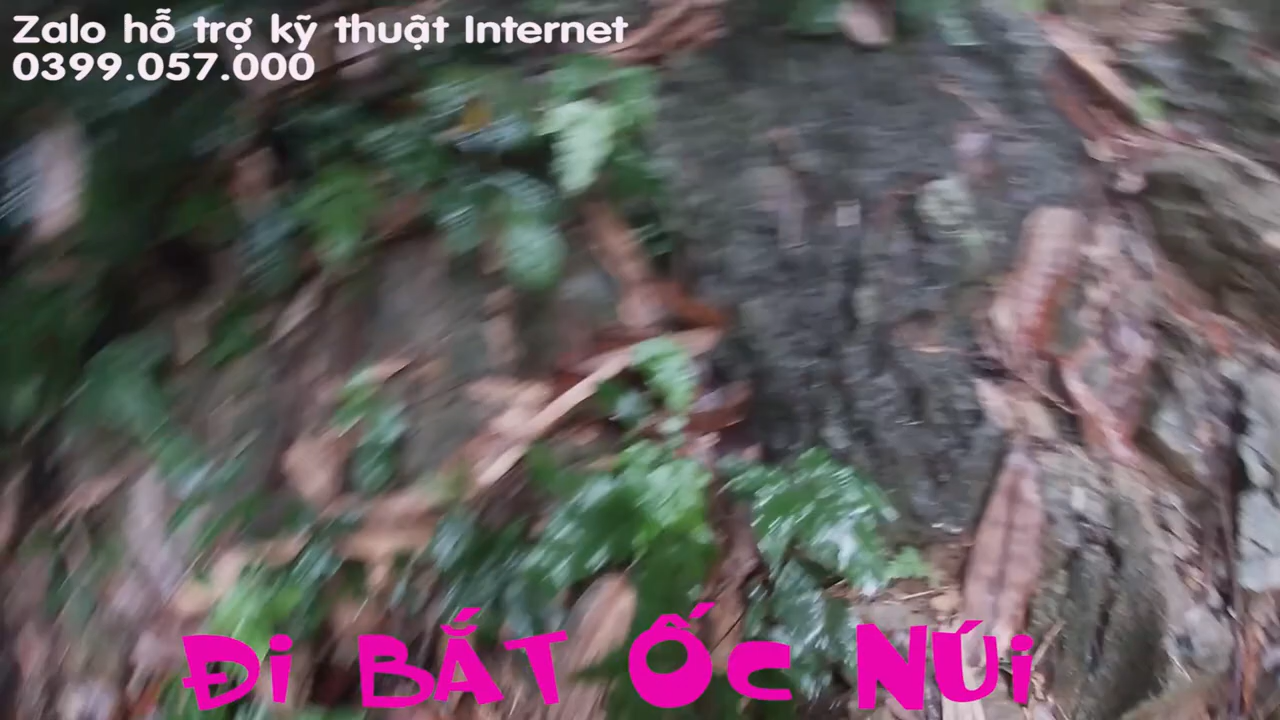 Zalo hỗ trợ kỹ thuật Internet
0399.057.000
ĐI BẮT ỐC NÚI